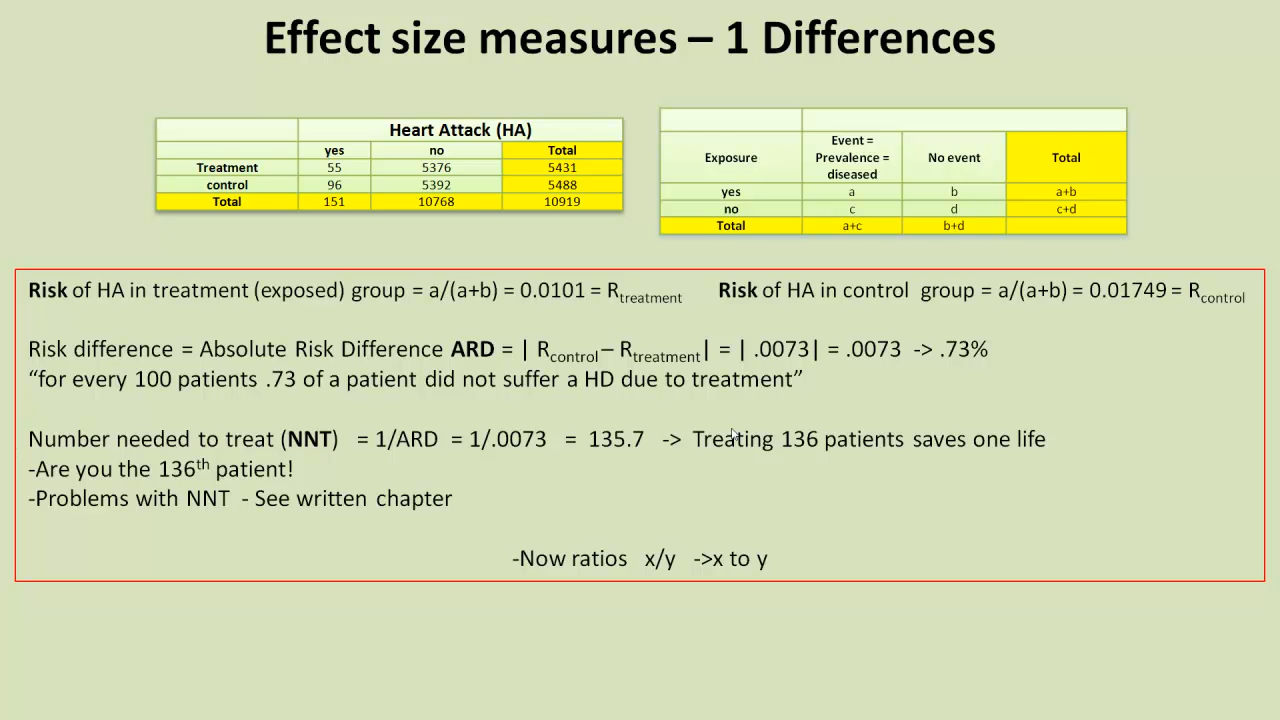 Effect size measures – 1 Differences
Heart Attack (HA)
yes no Total
Treatment 55 5376 5431
control 96 5392 5488
Total 151 10768 10919
Exposure Event = Prevalence = diseased No event Total
yes a b a+b
no c d c+d
Total a+c b+d
Risk of HA in treatment (exposed) group = a/(a+b) = 0.0101 = Rtreatment Risk of HA in control group = a/(a+b) = 0.01749 = Rcontrol
Risk difference = Absolute Risk Difference ARD = | Rcontrol – Rtreatment| = | .0073| = .0073 -> .73%
“for every 100 patients .73 of a patient did not suffer a HD due to treatment”
Number needed to treat (NNT) = 1/ARD = 1/.0073 = 135.7 -> Treating 136 patients saves one life
-Are you the 136th patient!
-Problems with NNT - See written chapter
-Now ratios x/y ->x to y